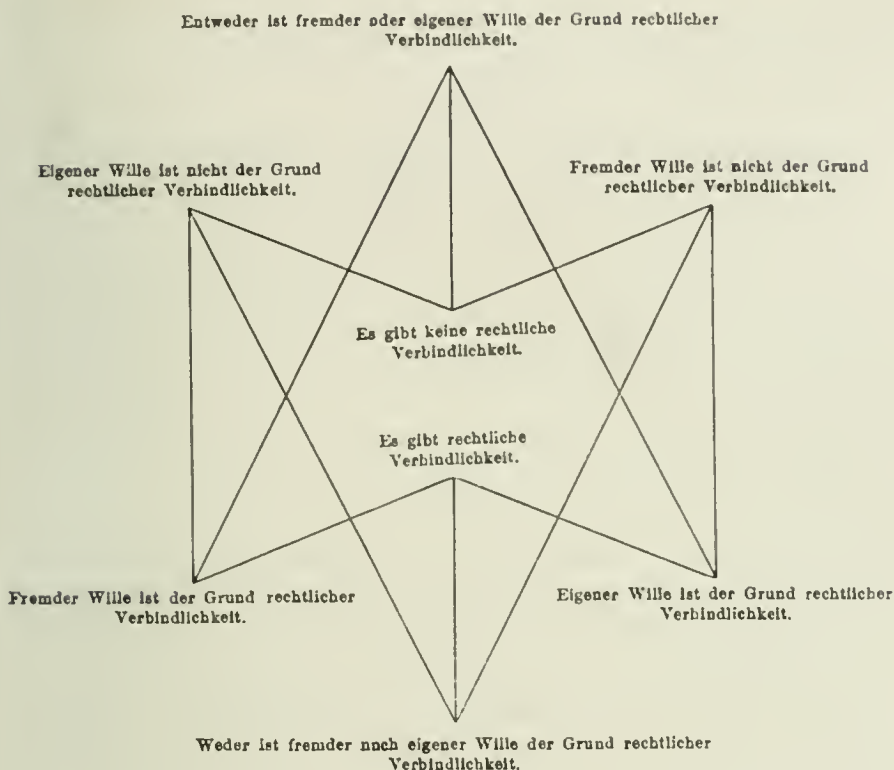 Entweder ist fremder oder eigener Wille der Grund rechtlicher
Verbindlichkeit.
Eigener Wille ist nicht der Grund
rechtlicher Verbindlichkeit.
Fremder Wille ist nicht der Grund
rechtlicher Verbindlichkeit.
Es gibt keine rechtliche
Verbindlichkeit.
Es gibt rechtliche
Verbindlichkeit.
Fremder Wille ist der Grund rechtlicher
Verbindlichkeit.
Eigener Wille ist der Grund rechtlicher
Verbindlichkeit.
Weder ist fremder noch eigener Wille der Grund rechtlicher
Verbindlichkeit.